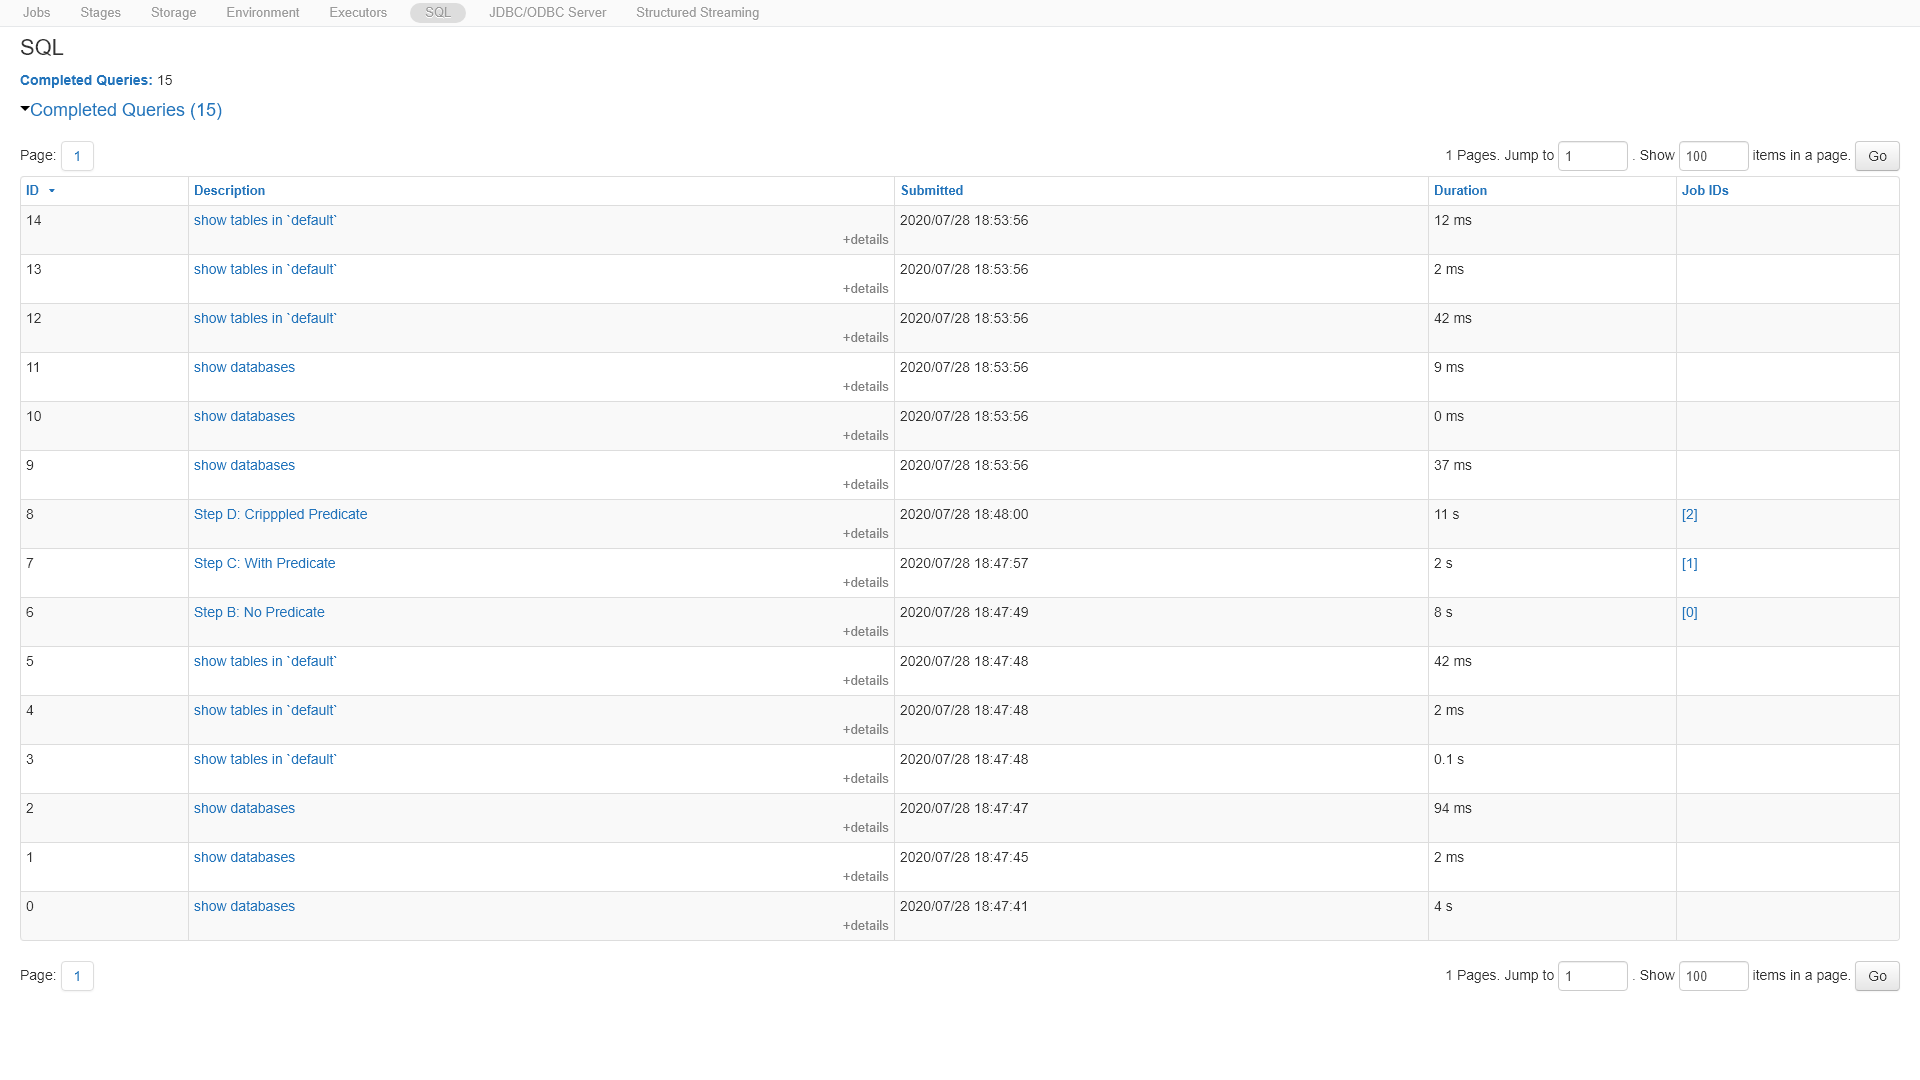 Jobs Stages Storage Environment Executors SQL JDBC/ODBC Server Structured Streaming
SQL
Completed Queries: 15
Completed Queries (15)
Page: 1 1 Pages. Jump to 1 . Show 100 items in a page. Go
ID Description Submitted Duration Job IDs
14 show tables in `default` 2020/07/28 18:53:56 12 ms
+details
13 show tables in `default` 2020/07/28 18:53:56 2 ms
+details
12 show tables in `default` 2020/07/28 18:53:56 42 ms
+details
11 show databases 2020/07/28 18:53:56 9 ms
+details
10 show databases 2020/07/28 18:53:56 0 ms
+details
9 show databases 2020/07/28 18:53:56 37 ms
+details
8 Step D: Cripppled Predicate 2020/07/28 18:48:00 11 s [2]
+details
7 Step C: With Predicate 2020/07/28 18:47:57 2 s [1]
+details
6 Step B: No Predicate 2020/07/28 18:47:49 8 s [0]
+details
5 show tables in `default` 2020/07/28 18:47:48 42 ms
+details
4 show tables in `default` 2020/07/28 18:47:48 2 ms
+details
3 show tables in `default` 2020/07/28 18:47:48 0.1 s
+details
2 show databases 2020/07/28 18:47:47 94 ms
+details
1 show databases 2020/07/28 18:47:45 2 ms
+details
0 show databases 2020/07/28 18:47:41 4 s
+details
Page: 1 1 Pages. Jump to 1 . Show 100 items in a page. Go